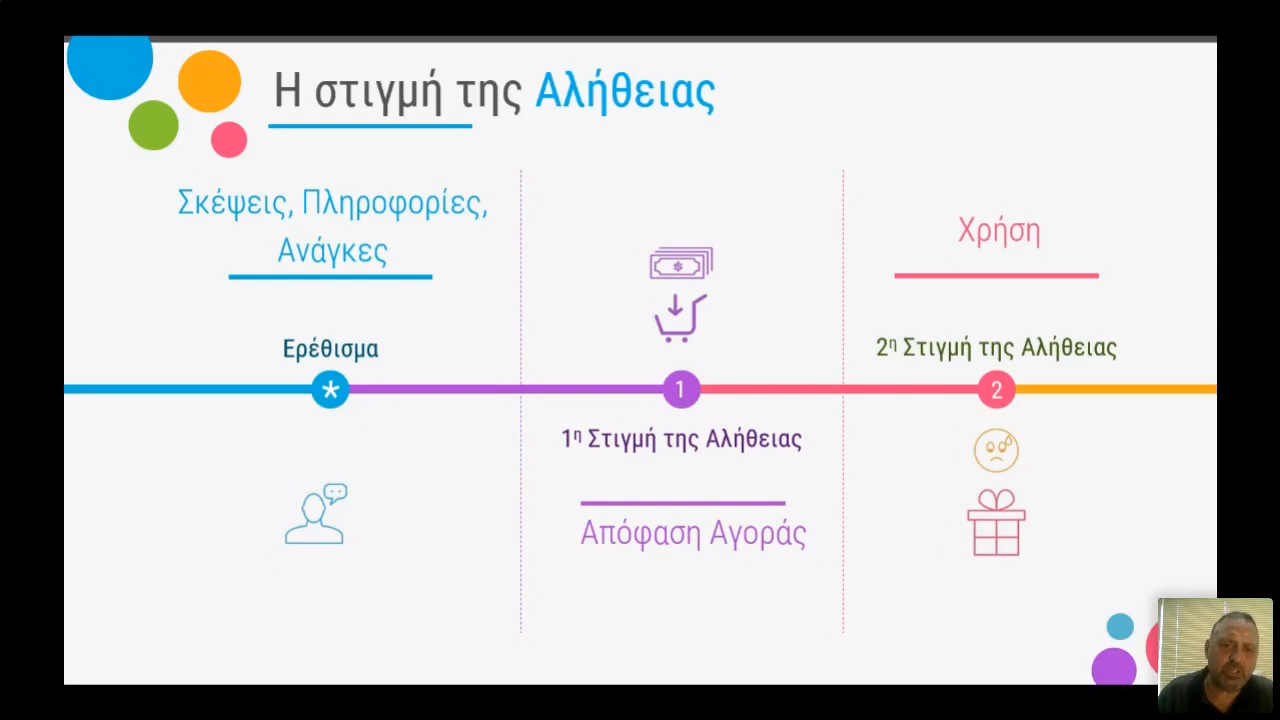 Η στιγμή της Αλήθειας
Σκέψεις, Πληροφορίες,
Ανάγκες
Ερέθισμα
*
1
1η Στιγμή της Αλήθειας
Απόφαση Αγοράς
Χρήση
2η Στιγμή της Αλήθειας
2